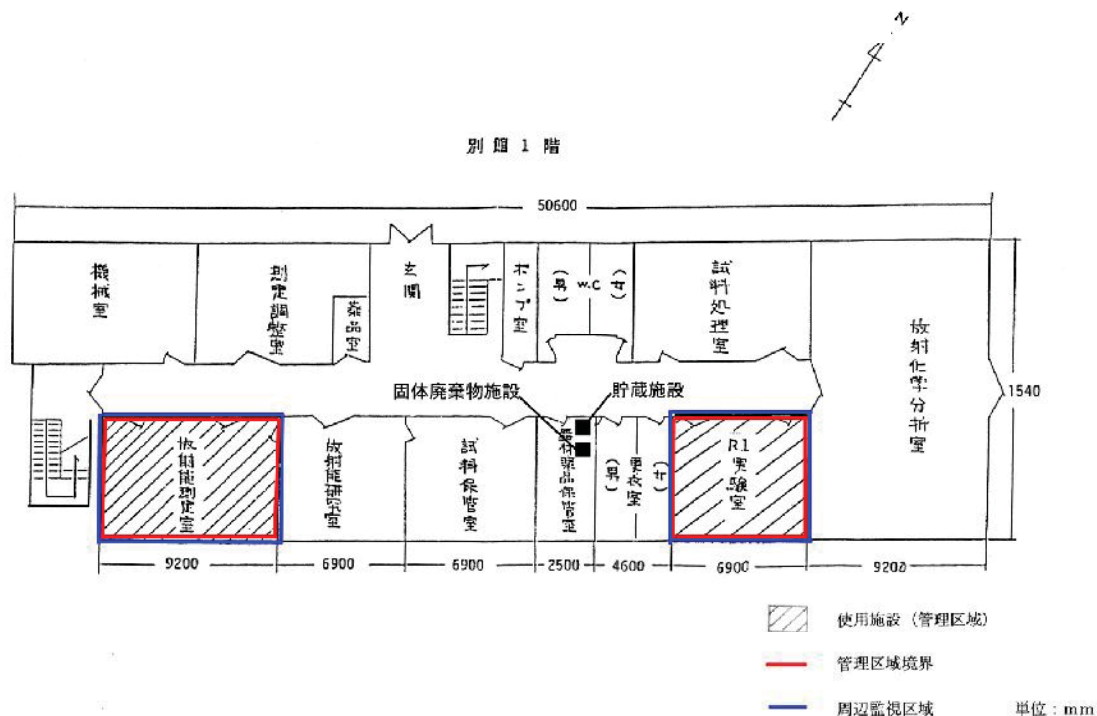 N
別館1階
50600
機械室
測定調整室
薬品室
玄関
ポンプ室
(男)
W.C
(女)
試料処理室
放射化学分析室
1540
固体廃棄物施設
貯蔵施設
放射能測定室
放射能研究室
試料保管室
器材薬品保管室
(男)
更衣室
(女)
R1実験室
9200
6900
6900
2500
4600
6900
9200
使用施設（管理区域）
管理区域境界
周辺監視区域
単位：mm